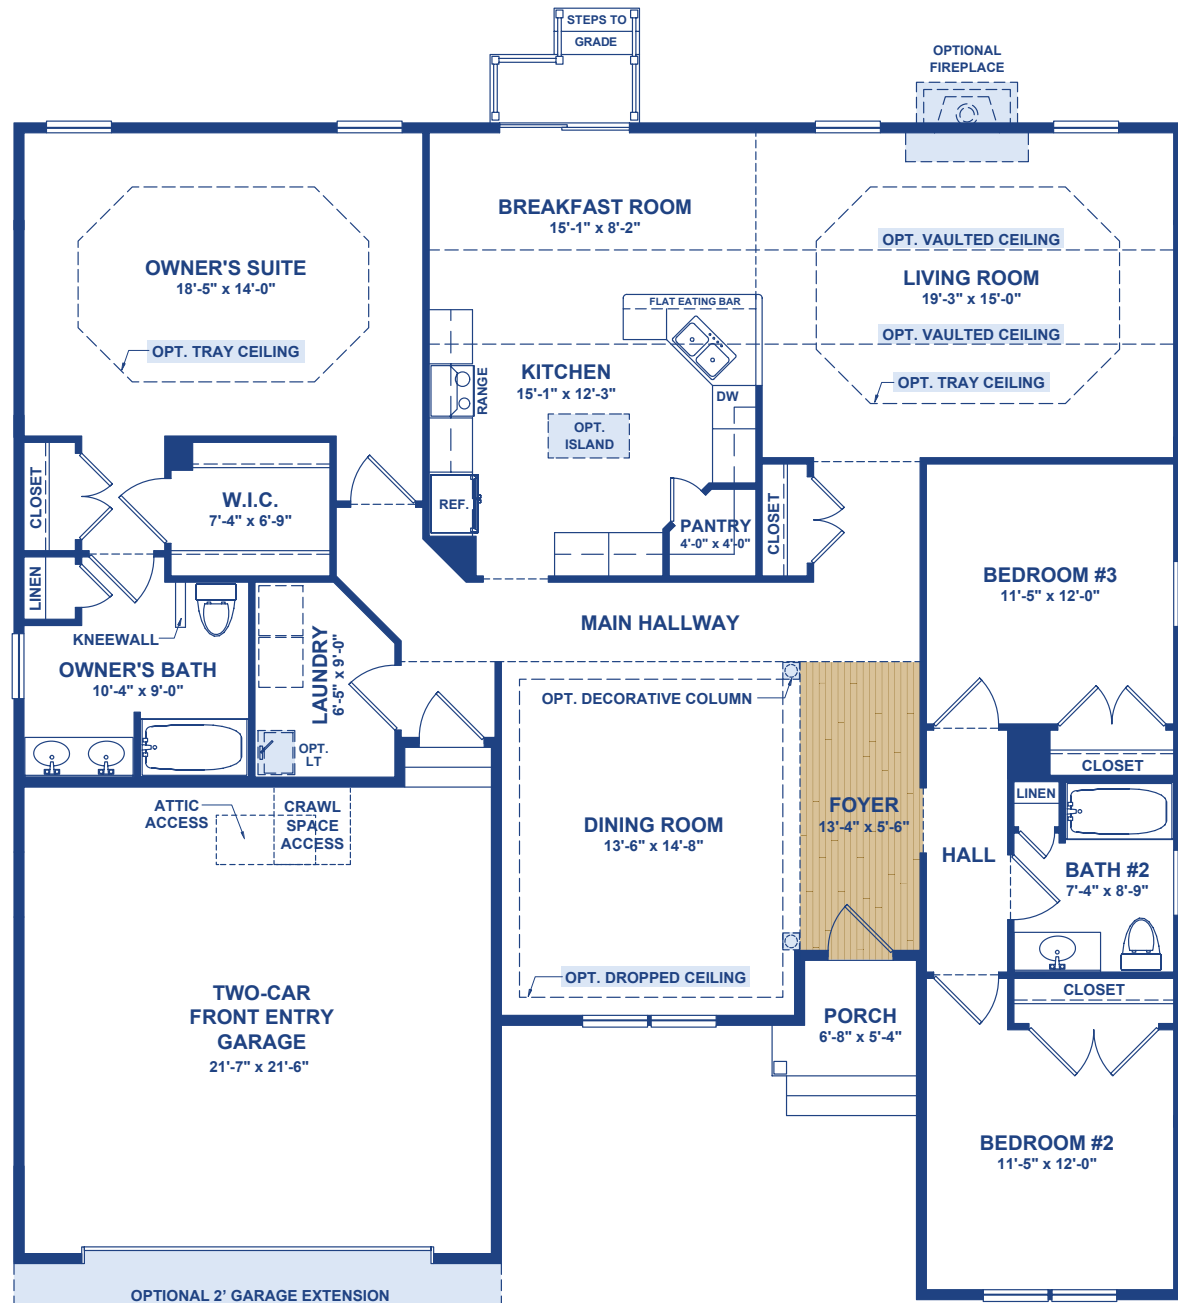 STEPS TO
GRADE
OPTIONAL
FIREPLACE
BREAKFAST ROOM
15'-1" x 8'-2"
OPT. VAULTED CEILING
OWNER'S SUITE
18'-5" x 14'-0"
LIVING ROOM
19'-3" x 15'-0"
FLAT EATING BAR
OPT. VAULTED CEILING
OPT. TRAY CEILING
KITCHEN
15'-1" x 12'-3"
RANGE
OPT. TRAY CEILING
DW
OPT.
ISLAND
CLOSET
W.I.C.
7'-4" x 6'-9"
REF.
PANTRY
4'-0" x 4'-0"
CLOSET
LINEN
BEDROOM #3
11'-5" x 12'-0"
MAIN HALLWAY
KNEEWALL
OWNER'S BATH
10'-4" x 9'-0"
LAUNDRY
6'-5" x 9'-0"
OPT. DECORATIVE COLUMN
OPT.
LT
CLOSET
LINEN
ATTIC
ACCESS
CRAWL
SPACE
ACCESS
DINING ROOM
13'-6" x 14'-8"
FOYER
13'-4" x 5'-6"
HALL
BATH #2
7'-4" x 8'-9"
OPT. DROPPED CEILING
CLOSET
TWO-CAR
FRONT ENTRY
GARAGE
21'-7" x 21'-6"
PORCH
6'-8" x 5'-4"
BEDROOM #2
11'-5" x 12'-0"
OPTIONAL 2' GARAGE EXTENSION